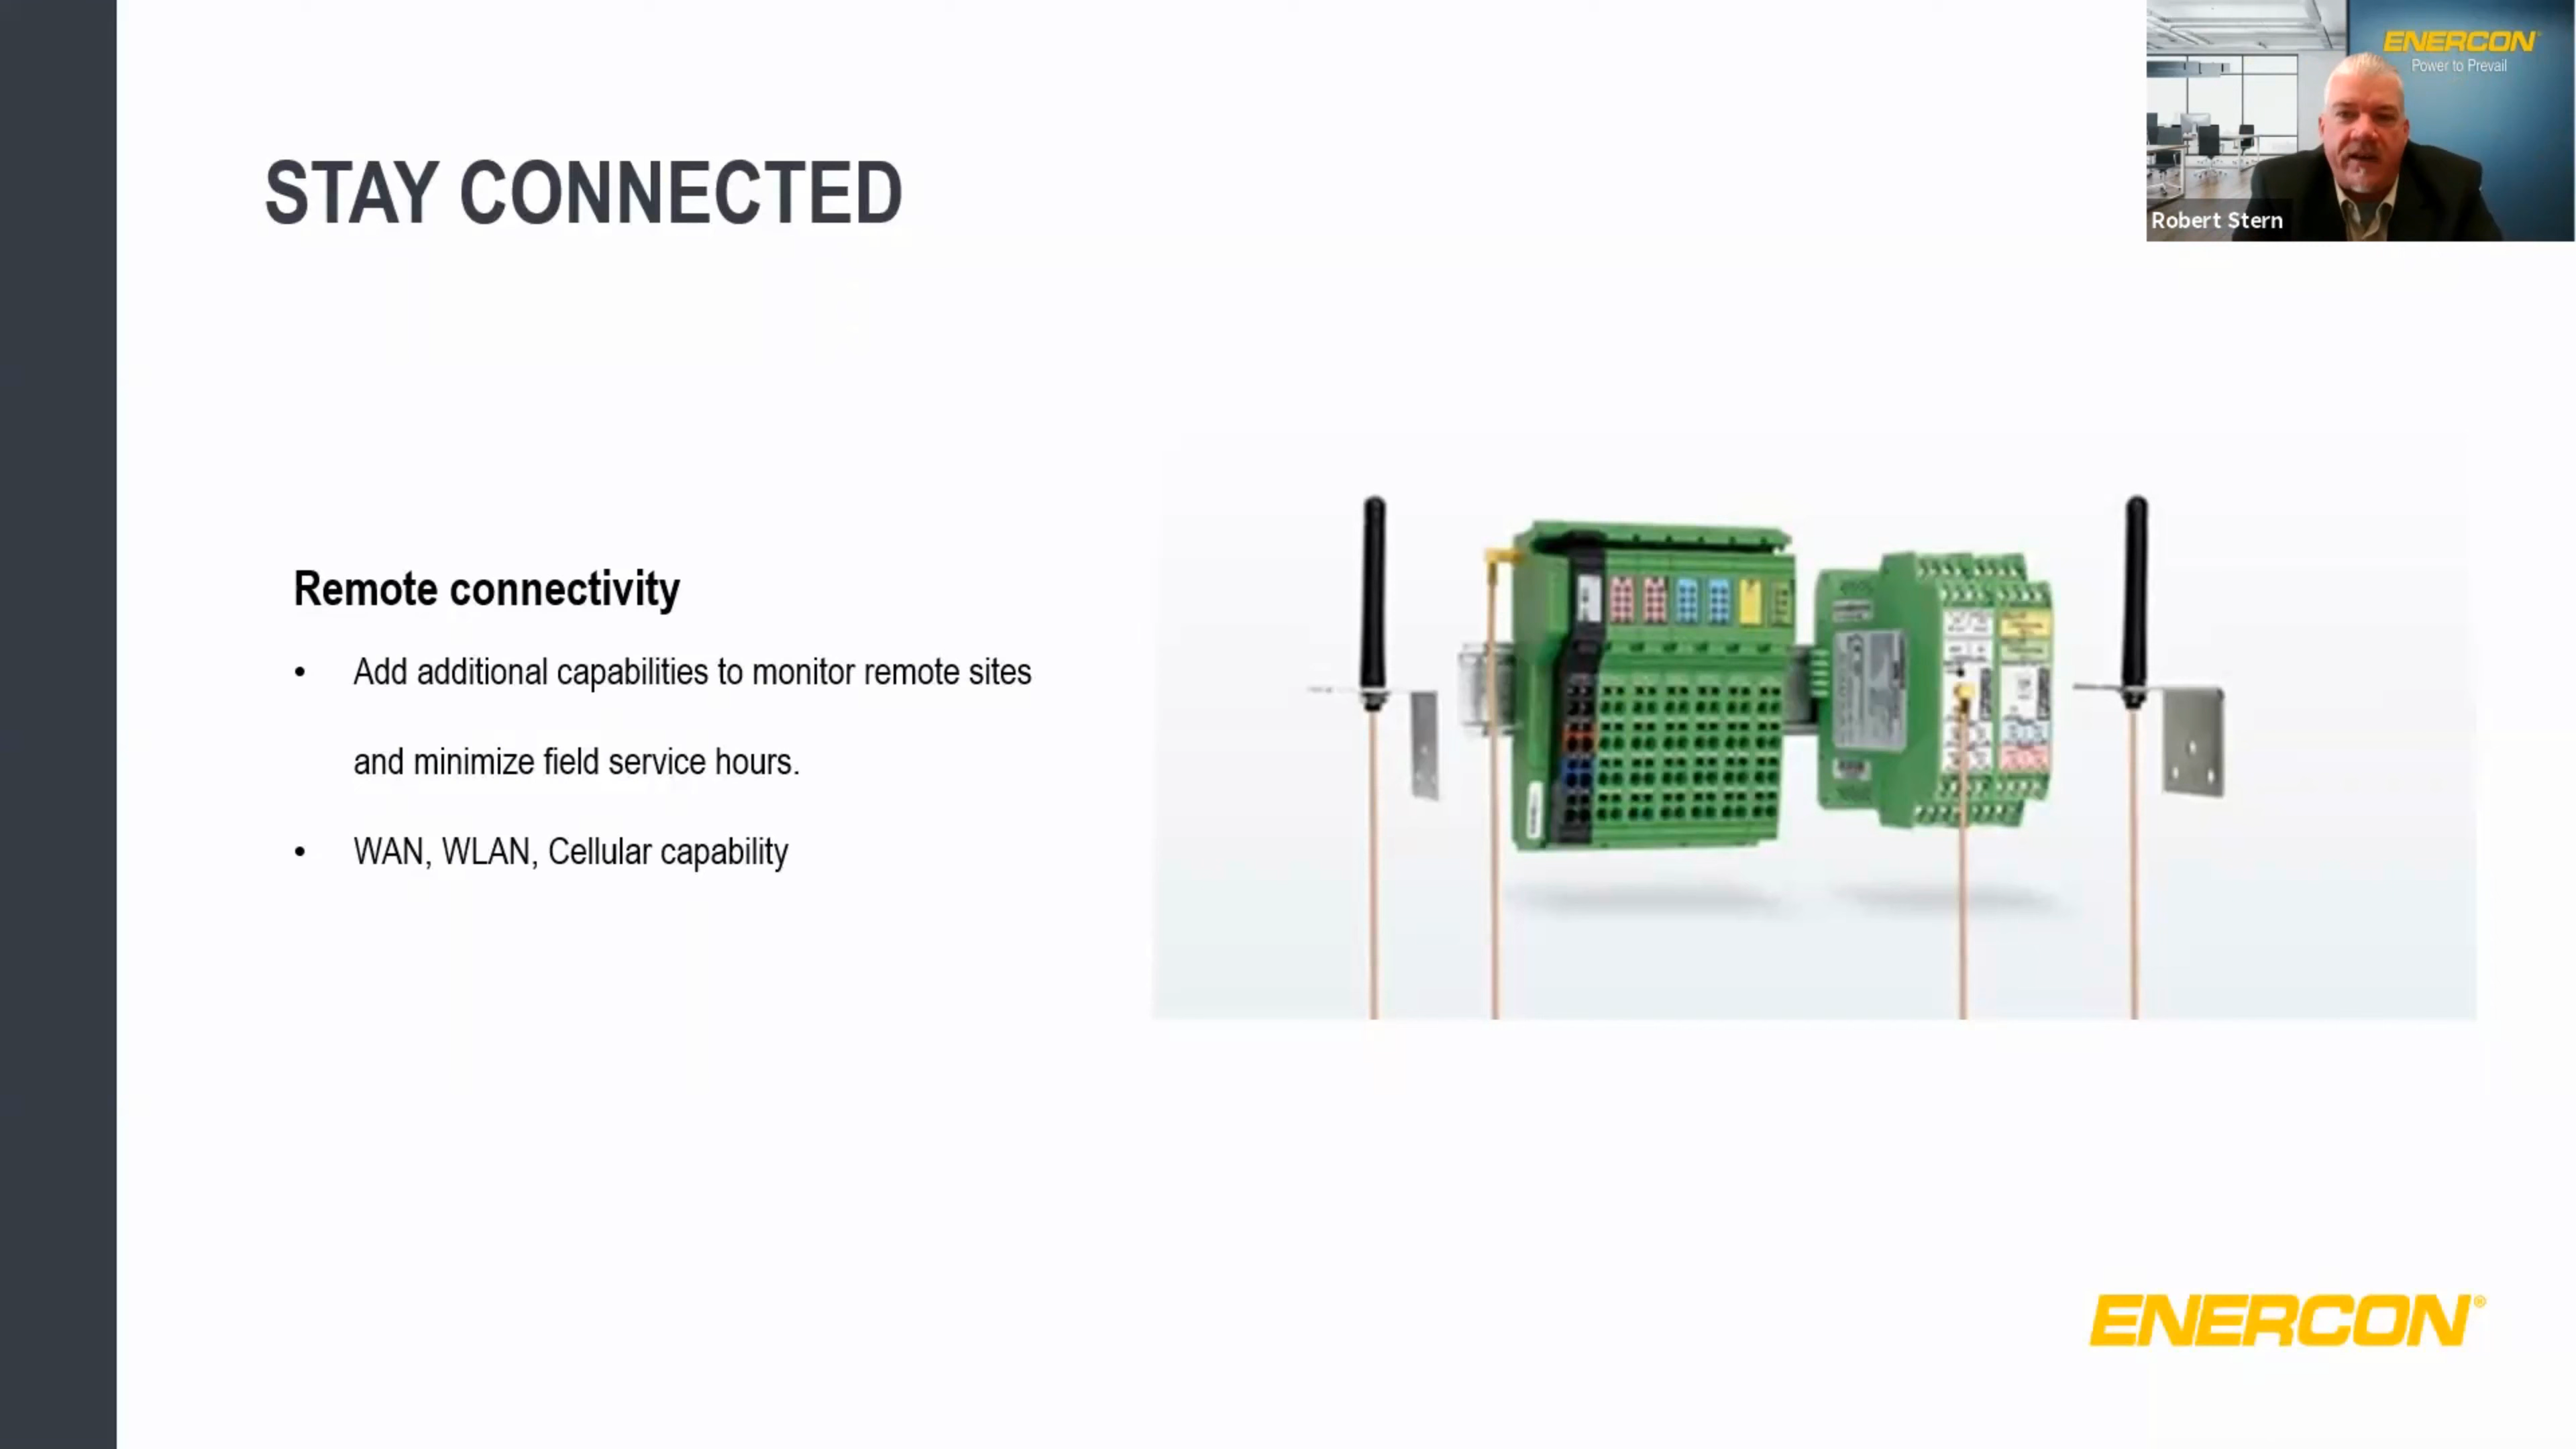 ENERCON®
Power to Prevail
Robert Stern
STAY CONNECTED
Remote connectivity
• Add additional capabilities to monitor remote sites
and minimize field service hours.
• WAN, WLAN, Cellular capability
ENERCON®